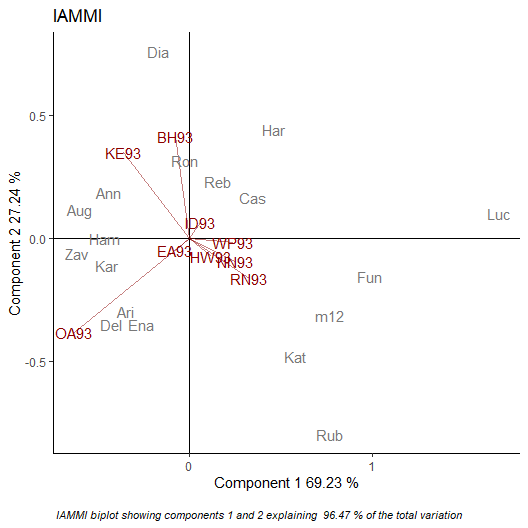 IAMMI
Dia
0.5
BH93
Har
KE93
Ron
Reb
Ann
Cas
Aug
Luc
ID93
0.0
Ham
WP93
EA93
Zav
HW93
NN93
Kar
RN93
Fun
Ari
m12
Del
Ena
OA93
-0.5
Kat
Rub
0
1
Component 2 27.24 %
Component 1 69.23 %
IAMMI biplot showing components 1 and 2 explaining 96.47 % of the total variation